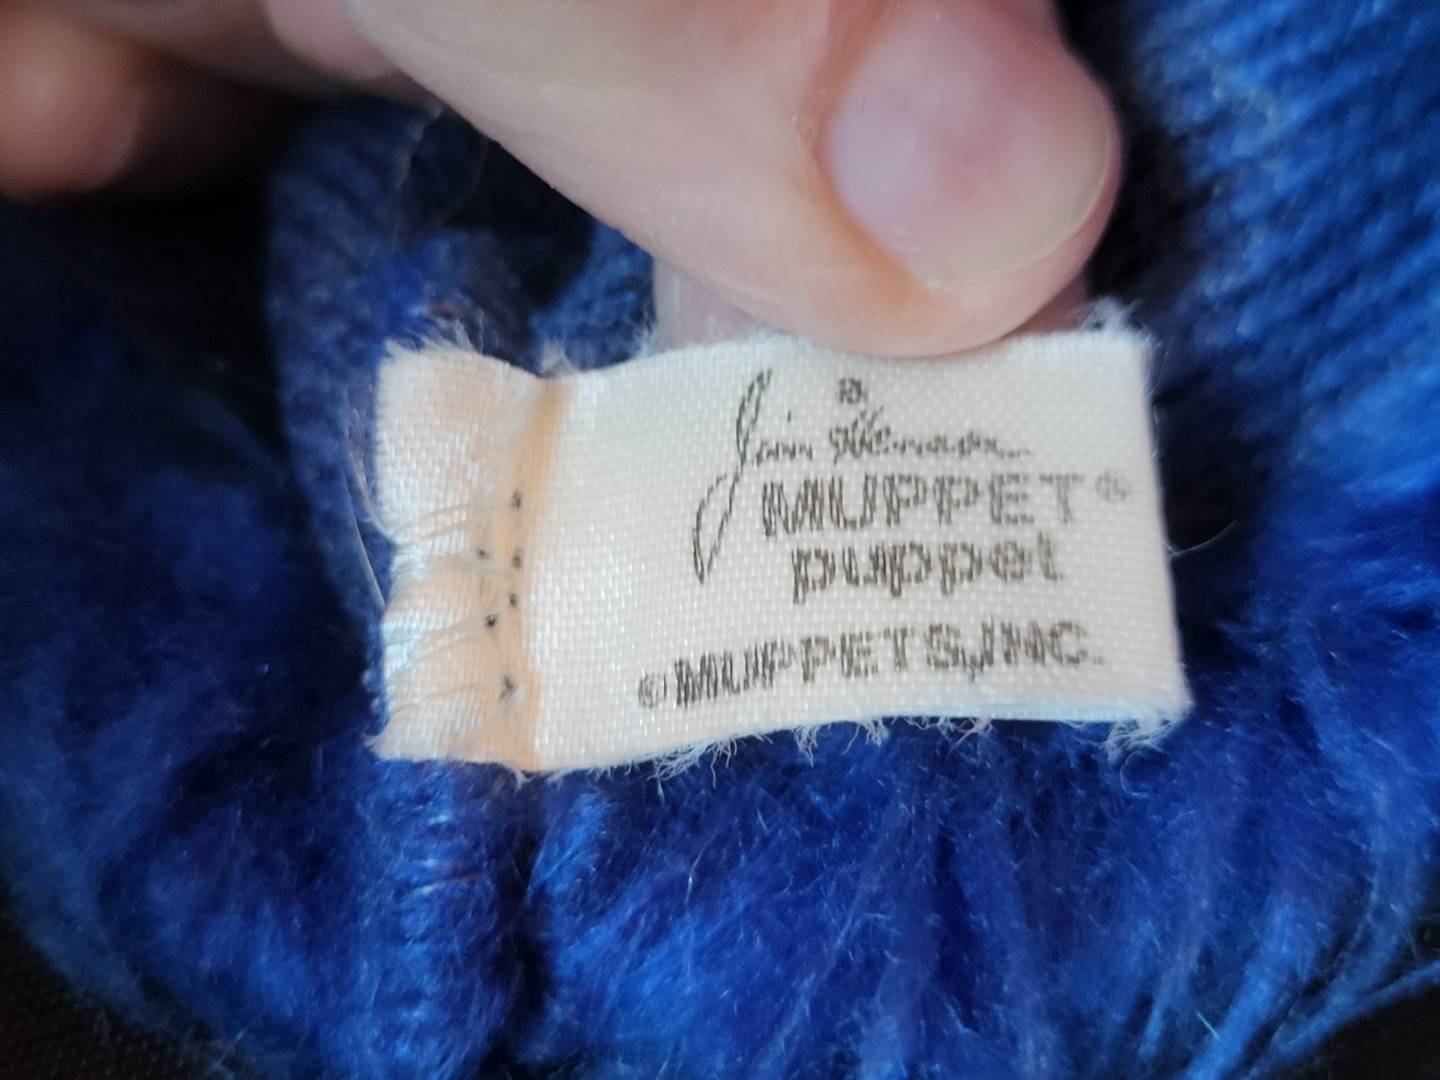 a
Jim Henson
MUPPET®
puppet
©MUPPETS, INC.